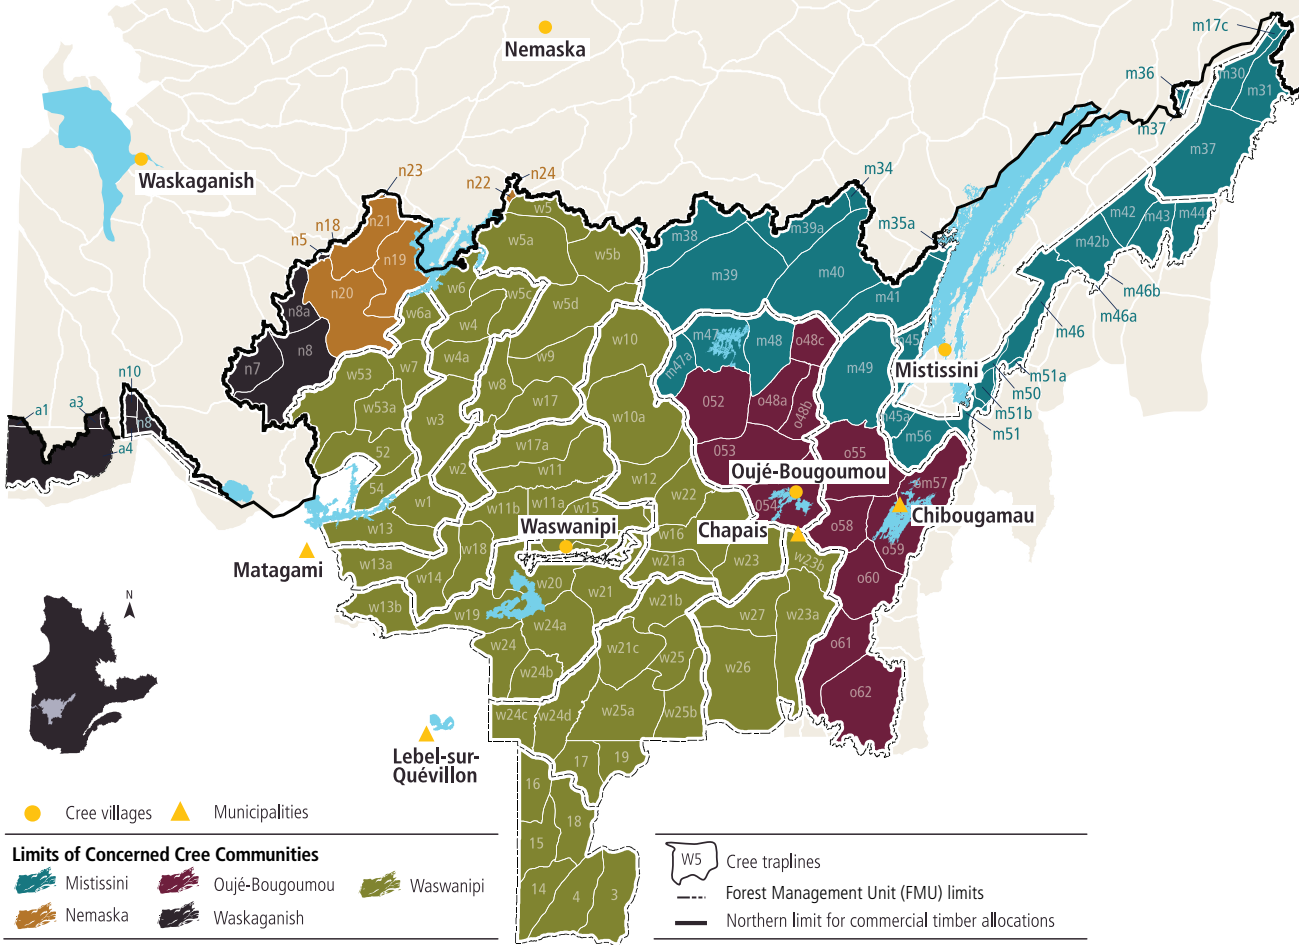 m17c
m36
m30
m31
Nemaska
m37
m37
Waskaganish
n23
n24
n22
m34
n18
n21
w5
m35a
m42
m43
m44
n5
m38
m39a
w5a
w5b
m42b
n19
m39
m40
n20
w6
w5c
m41
m46b
n8a
w6a
w5d
m46
m46a
w4
m47
m48
o48c
m45
n8
w10
w9
w4a
w7
m47a
m49
Mistissini
n7
w53
w8
m51a
n10
m50
052
o48a
w17
w53a
o48b
m51b
a1
a3
w3
w10a
m45a
n8
m51
m56
ca4
w17a
52
053
o55
w2
w11
Oujé-Bougoumou
w12
om57
54
w22
w1
w11b
w11a
w15
054
Chibougamau
w13
Waswanipi
w16
Chapais
o58
w18
o59
Matagami
w13a
w21a
w23
w23b
w14
w20
o60
w21
N
w13b
w21b
w19
w27
w23a
w24a
o61
w24
w21c
w25
w26
w24b
o62
w24c
w24d
w25a
w25b
Lebel-sur-
Quévillon
17
19
16
18
Cree villages
Municipalities
15
Limits of Concerned Cree Communities
W5
Cree traplines
Mistissini
Oujé-Bougoumou
Waswanipi
14
4
3
Forest Management Unit (FMU) limits
Nemaska
Waskaganish
Northern limit for commercial timber allocations